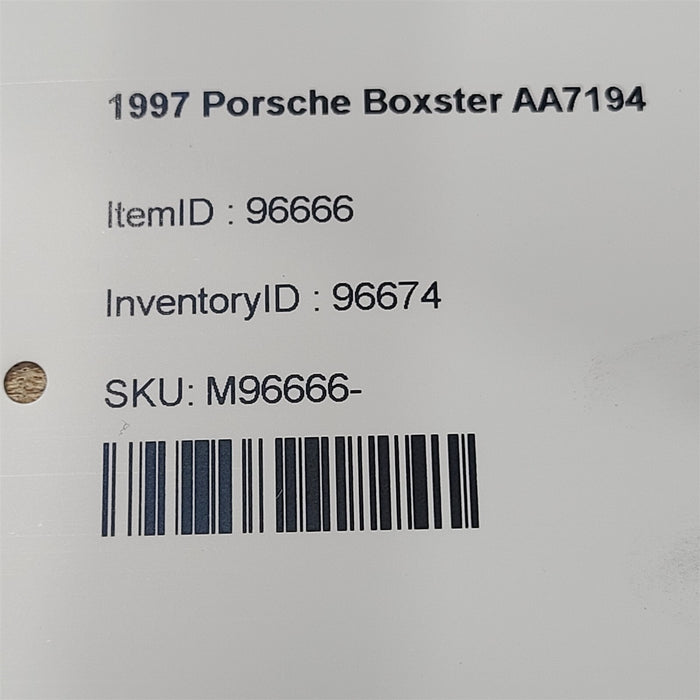 1997 Porsche Boxster AA7194
ItemID : 96666
InventoryID : 96674
SKU: M96666-